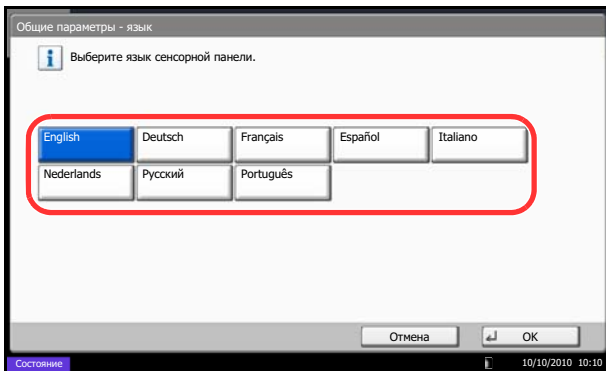 Общие параметры - язык
Выберите язык сенсорной панели.
English Deutsch Français Español Italiano
Nederlands Русский Português
Отмена OK
Состояние 10/10/2010 10:10